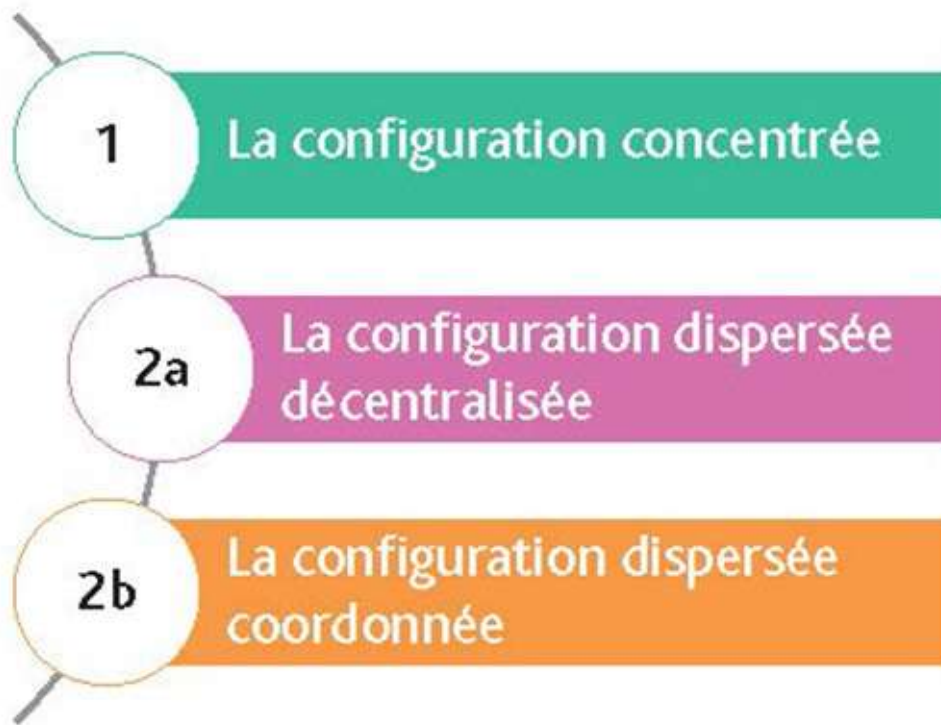 1
La configuration concentrée
2a
La configuration dispersée
décentralisée
2b
La configuration dispersée
coordonnée